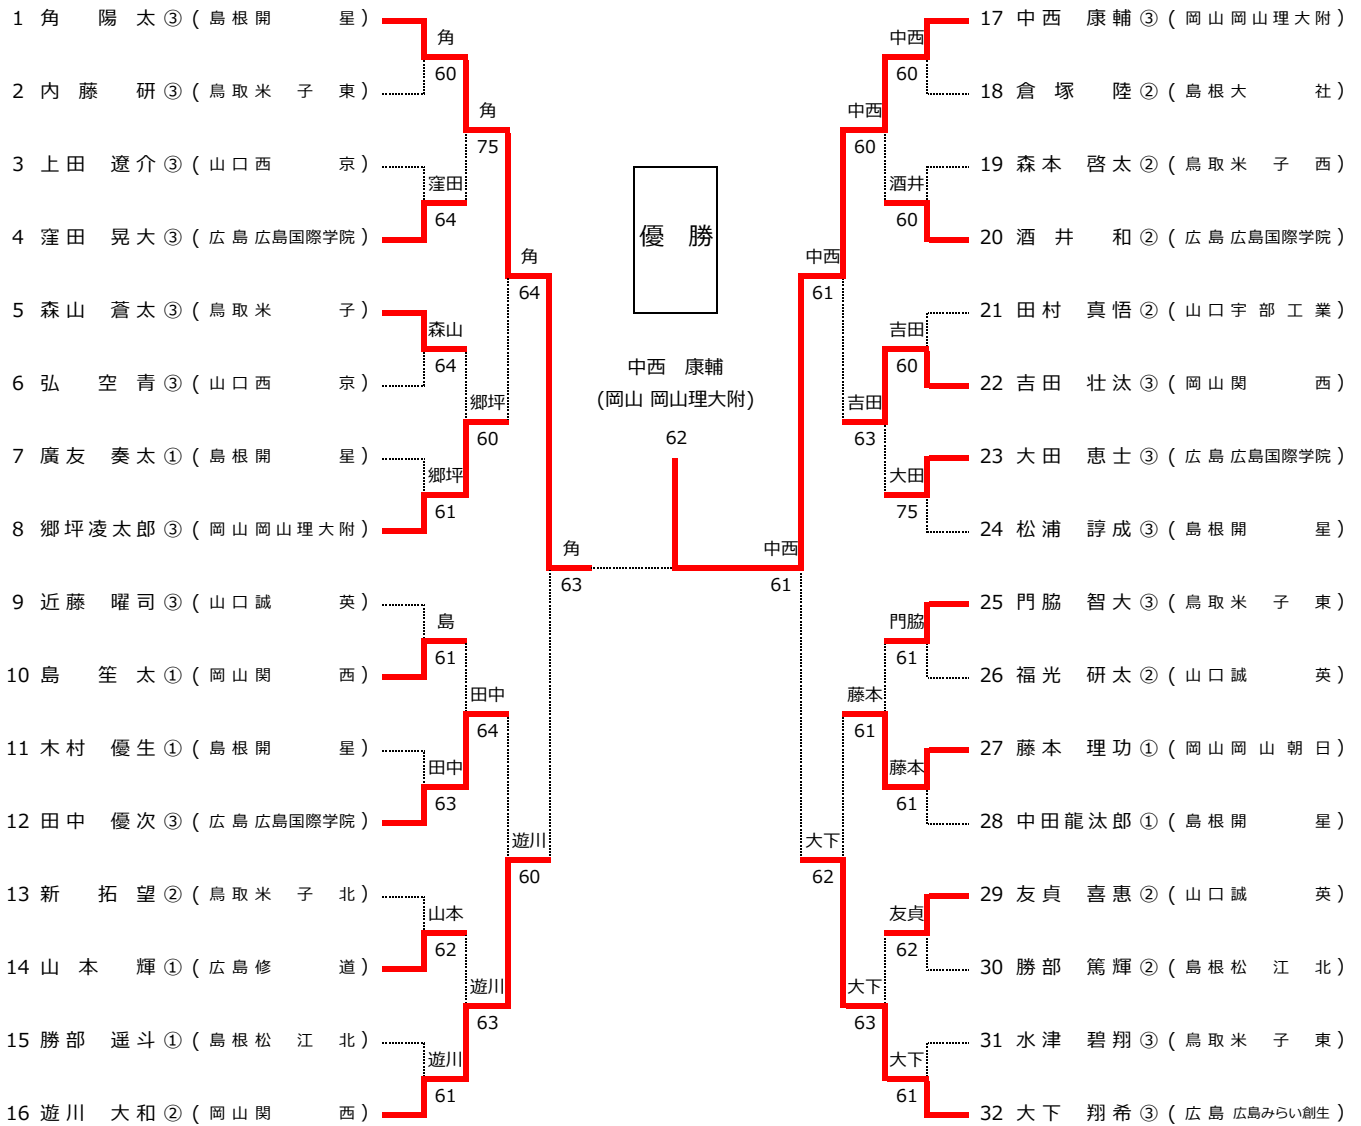 1 角 陽 太 ③ ( 島 根 開 星 )
角
60
2 内 藤 研 ③ ( 鳥 取 米 子 東 )
角
75
3 上 田 遼 介 ③ ( 山 口 西 京 )
窪田
64
4 窪 田 晃 大 ③ ( 広 島 広島国際学院 )
角
64
5 森 山 蒼 太 ③ ( 鳥 取 米 子 )
森山
64
6 弘 空 青 ③ ( 山 口 西 京 )
郷坪
60
7 廣 友 奏 太 ① ( 島 根 開 星 )
郷坪
61
8 郷 坪 凌 太 郎 ③ ( 岡 山 岡 山 理 大 附 )
角
63
9 近 藤 曜 司 ③ ( 山 口 誠 英 )
島
61
10 島 笙 太 ① ( 岡 山 関 西 )
田中
64
11 木 村 優 生 ① ( 島 根 開 星 )
田中
63
12 田 中 優 次 ③ ( 広 島 広島国際学院 )
遊川
60
13 新 拓 望 ② ( 鳥 取 米 子 北 )
山本
62
14 山 本 輝 ① ( 広 島 修 道 )
遊川
63
15 勝 部 遥 斗 ① ( 島 根 松 江 北 )
遊川
61
16 遊 川 大 和 ② ( 岡 山 関 西 )
優 勝
中西 康輔
(岡山 岡山理大附)
62
17 中 西 康 輔 ③ ( 岡 山 岡 山 理 大 附 )
中西
60
18 倉 塚 陸 ② ( 島 根 大 社 )
中西
60
19 森 本 啓 太 ② ( 鳥 取 米 子 西 )
酒井
60
20 酒 井 和 ② ( 広 島 広島国際学院 )
中西
61
21 田 村 真 悟 ② ( 山 口 宇 部 工 業 )
吉田
60
22 吉 田 壮 汰 ③ ( 岡 山 関 西 )
吉田
63
23 大 田 恵 士 ③ ( 広 島 広島国際学院 )
大田
75
24 松 浦 諄 成 ③ ( 島 根 開 星 )
中西
61
25 門 脇 智 大 ③ ( 鳥 取 米 子 東 )
門脇
61
26 福 光 研 太 ② ( 山 口 誠 英 )
藤本
61
27 藤 本 理 功 ① ( 岡 山 岡 山 朝 日 )
藤本
61
28 中 田 龍 汰 郎 ① ( 島 根 開 星 )
大下
62
29 友 貞 喜 惠 ② ( 山 口 誠 英 )
友貞
62
30 勝 部 篤 輝 ② ( 島 根 松 江 北 )
大下
63
31 水 津 碧 翔 ③ ( 鳥 取 米 子 東 )
大下
61
32 大 下 翔 希 ③ ( 広 島 広島みらい創生 )